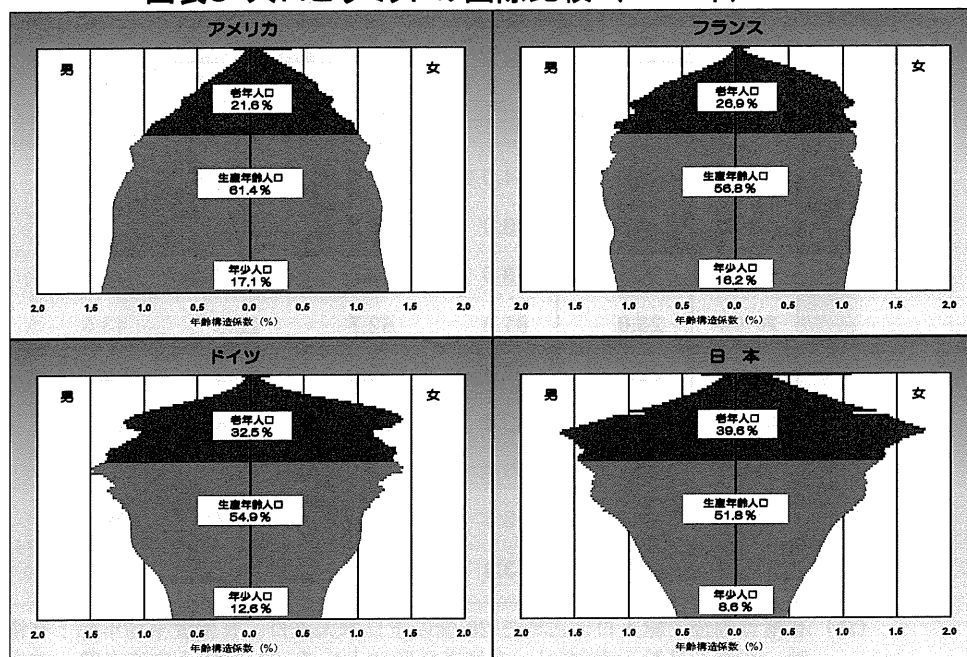 アメリカ
男
女
老年人口
21.6%
生産年齢人口
61.4%
年少人口
17.1%
2.0 1.5 1.0 0.5 0.0 0.5 1.0 1.5 2.0
年齢構造係数 (%)
フランス
男
女
老年人口
26.9%
生産年齢人口
56.8%
年少人口
16.2%
2.0 1.5 1.0 0.5 0.0 0.5 1.0 1.5 2.0
年齢構造係数 (%)
ドイツ
男
女
老年人口
32.5%
生産年齢人口
54.9%
年少人口
12.6%
2.0 1.5 1.0 0.5 0.0 0.5 1.0 1.5 2.0
年齢構造係数 (%)
日 本
男
女
老年人口
39.6%
生産年齢人口
51.8%
年少人口
8.6%
2.0 1.5 1.0 0.5 0.0 0.5 1.0 1.5 2.0
年齢構造係数 (%)